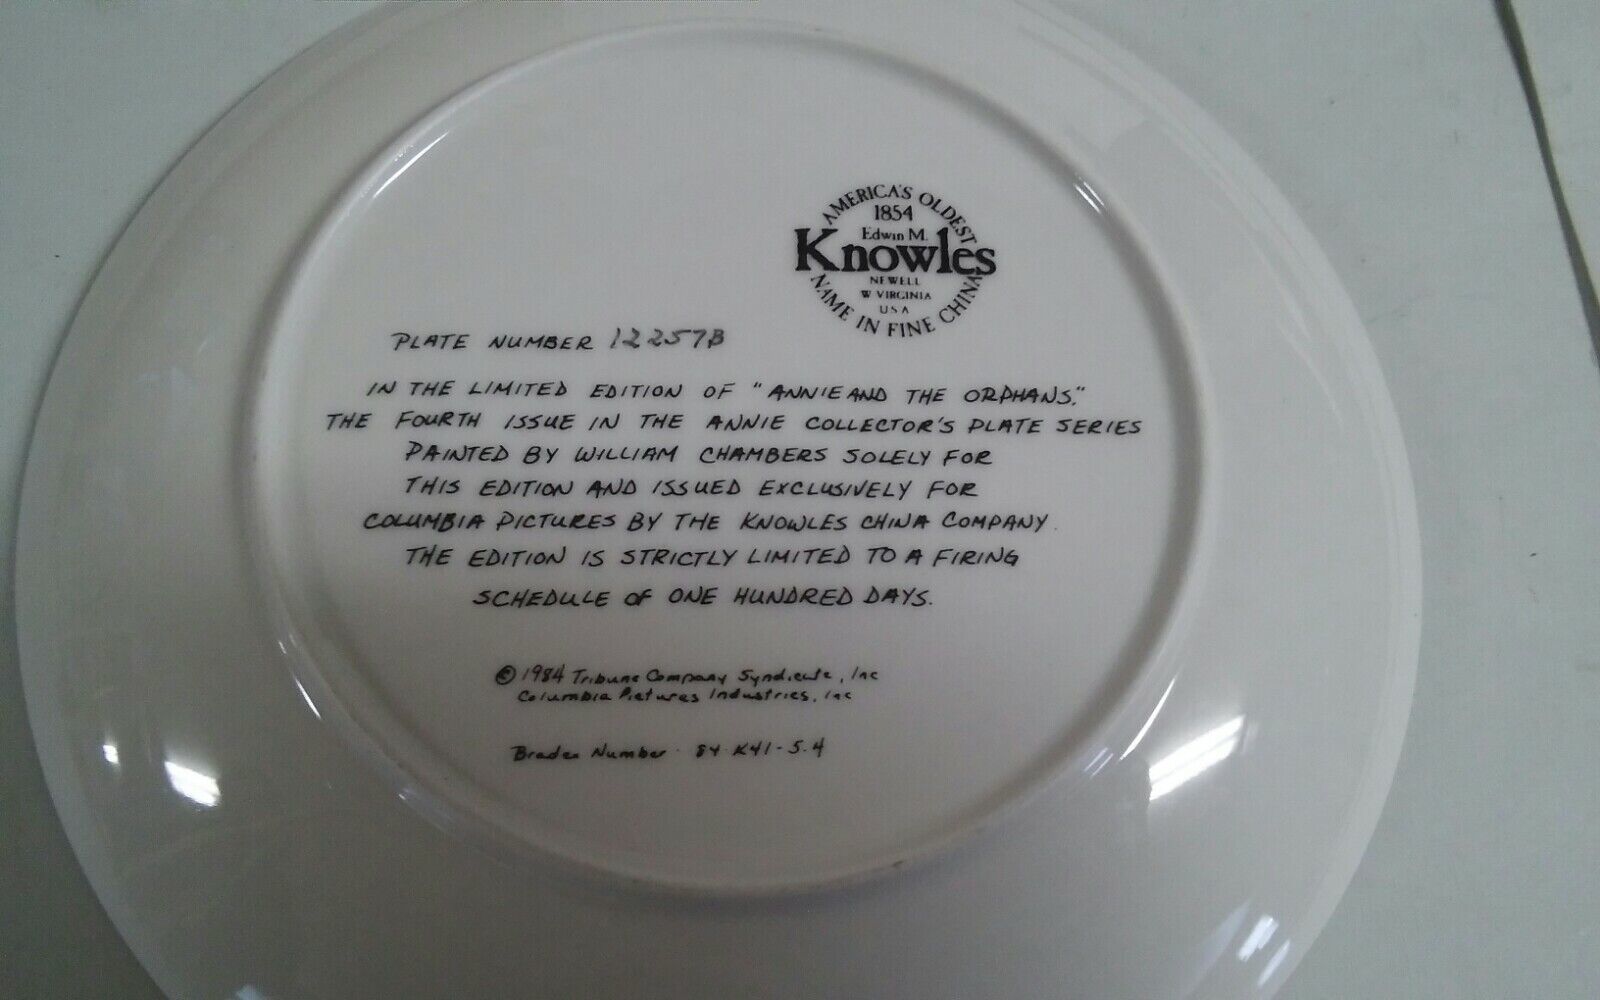 AMERICA'S OLDEST
1854
Edwin M.
Knowles
NEWELL
W VIRGINIA
USA
NAME IN FINE CHINA
PLATE NUMBER 12257B
IN THE LIMITED EDITION OF "ANNIE AND THE ORPHANS."
THE FOURTH ISSUE IN THE ANNIE COLLECTOR'S PLATE SERIES
PAINTED BY WILLIAM CHAMBERS SOLELY FOR
THIS EDITION AND ISSUED EXCLUSIVELY FOR
COLUMBIA PICTURES BY THE KNOWLES CHINA COMPANY.
THE EDITION IS STRICTLY LIMITED TO A FIRING
SCHEDULE OF ONE HUNDRED DAYS.
© 1984 Tribune Company Syndicate, Inc
Columbia Pictures Industries, Inc
Bradex Number · 84-K41-5.4